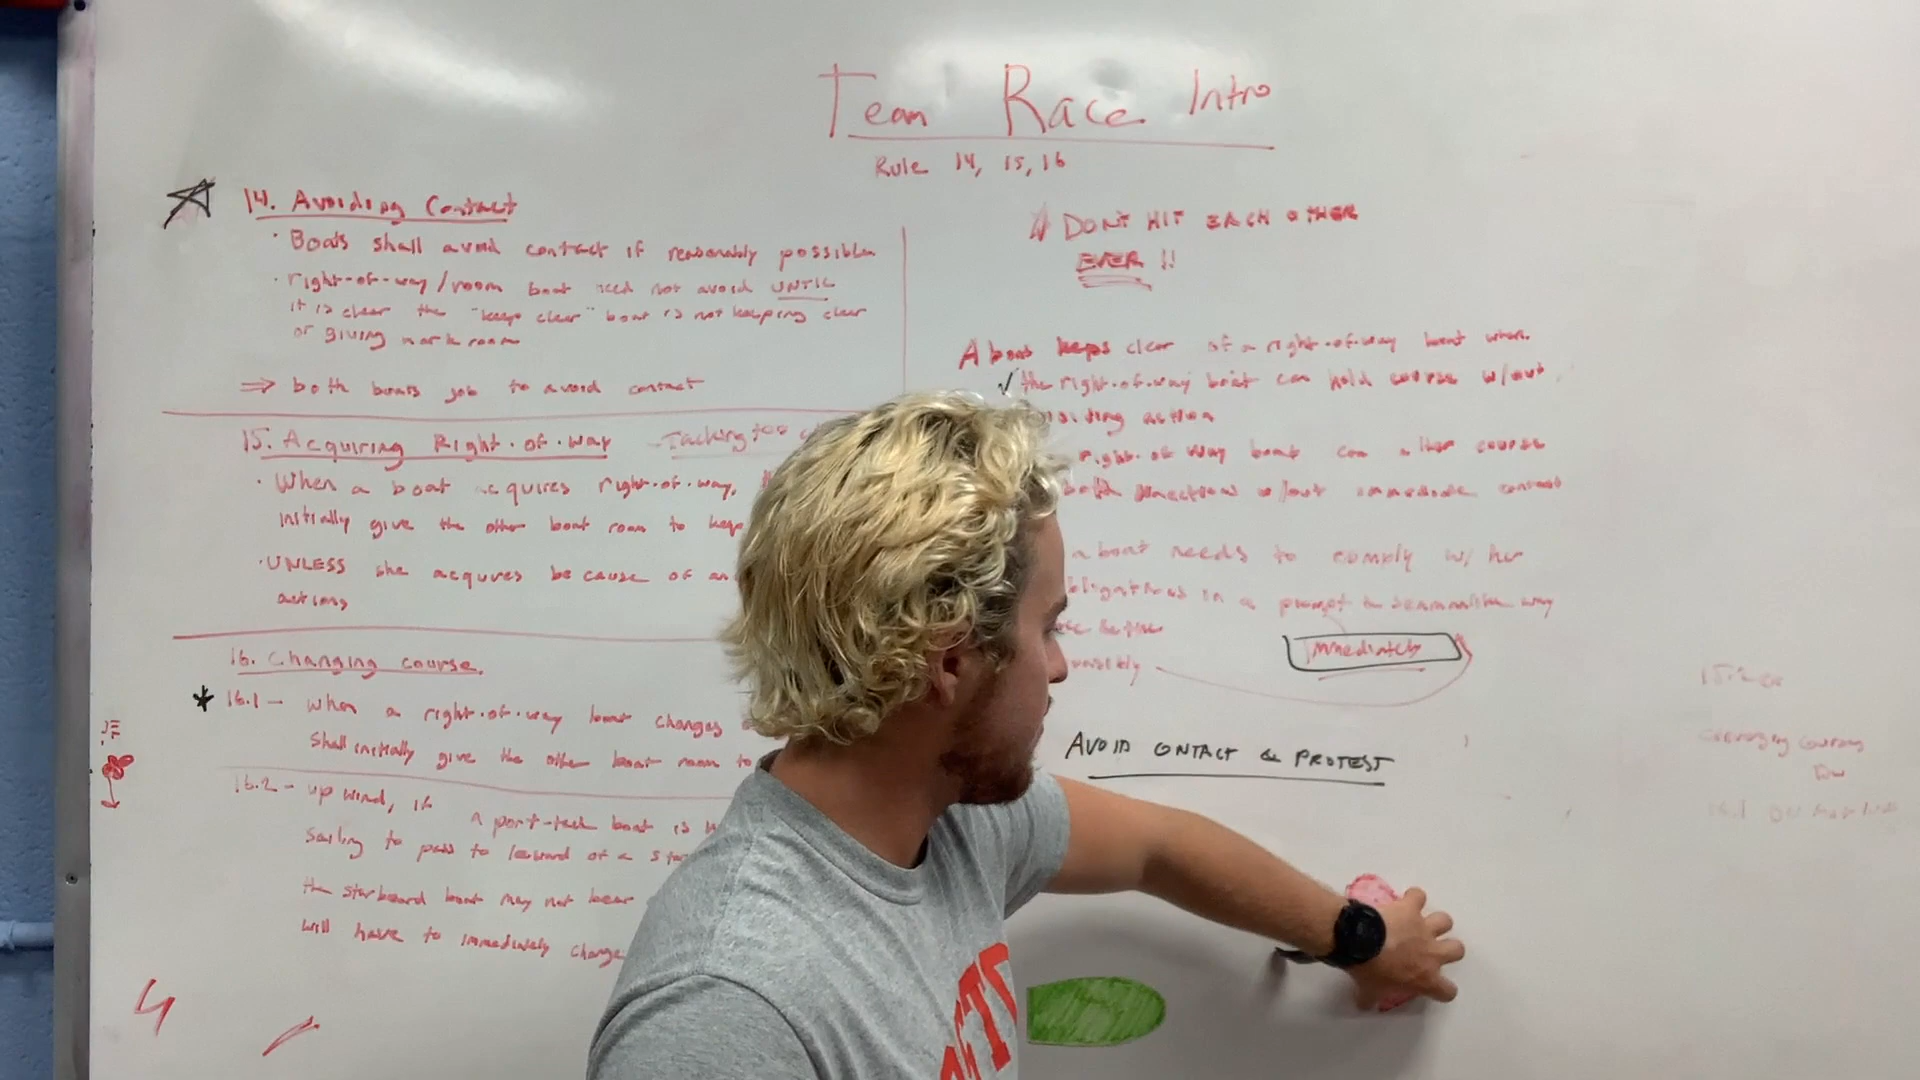 Team Race Intro
Rule 14, 15, 16
14. Avoiding Contact
· Boats shall avoid contact if reasonably possible
· right-of-way/room boat need not avoid UNTIL
it is clear the "keep clear" boat is not keeping clear
or giving mark room
⇒ both boats job to avoid contact
15. Acquiring Right-of-Way - Tacking too
· When a boat acquires right-of-way,
initially give the other boat room to keep
· UNLESS she acquires because of
actions
16. Changing course
* 16.1 - When a right-of-way boat changes
shall initially give the other boat room to
16.2 - upwind, if a port-tack boat is
sailing to pass to leeward of a
the starboard boat may not bear
will have to immediately change
DON'T HIT EACH OTHER
EVER !!
A boat keeps clear of a right-of-way boat when
✓ the right-of-way boat can hold course w/out
action
right-of-way boat can alter course
both directions w/out immediate contact
a boat needs to comply w/ her
in a prompt & seamanlike way
immediately
AVOID CONTACT & PROTEST
converging courses